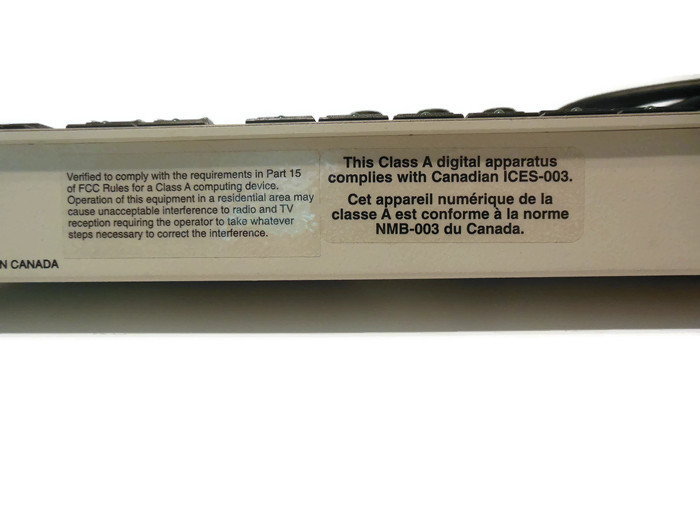 Verified to comply with the requirements in Part 15
of FCC Rules for a Class A computing device.
Operation of this equipment in a residential area may
cause unacceptable interference to radio and TV
reception requiring the operator to take whatever
steps necessary to correct the interference.
This Class A digital apparatus
complies with Canadian ICES-003.
Cet appareil numérique de la
classe A est conforme à la norme
NMB-003 du Canada.
N CANADA